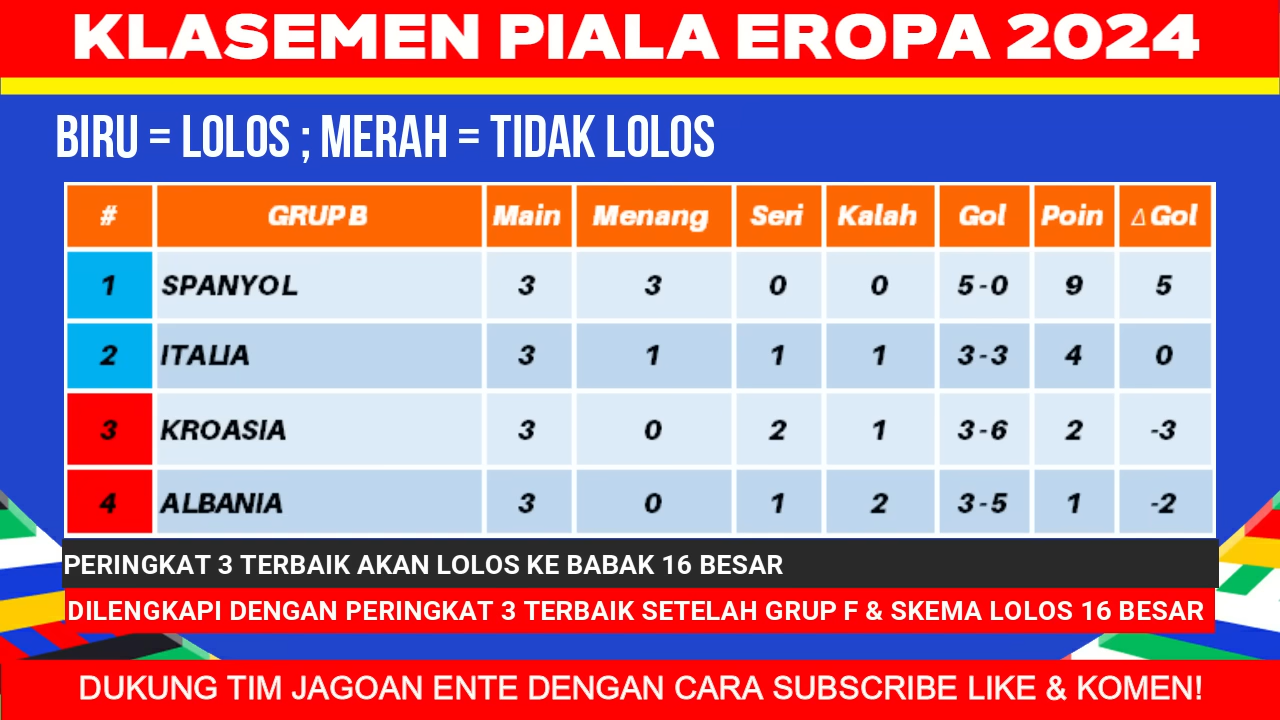 KLASEMEN PIALA EROPA 2024
BIRU = LOLOS ; MERAH = TIDAK LOLOS
# GRUP B Main Menang Seri Kalah Gol Poin Δ Gol
1 SPANYOL 3 3 0 0 5-0 9 5
2 ITALIA 3 1 1 1 3-3 4 0
3 KROASIA 3 0 2 1 3-6 2 -3
4 ALBANIA 3 0 1 2 3-5 1 -2
PERINGKAT 3 TERBAIK AKAN LOLOS KE BABAK 16 BESAR
DILENGKAPI DENGAN PERINGKAT 3 TERBAIK SETELAH GRUP F & SKEMA LOLOS 16 BESAR
DUKUNG TIM JAGOAN ENTE DENGAN CARA SUBSCRIBE LIKE & KOMEN!